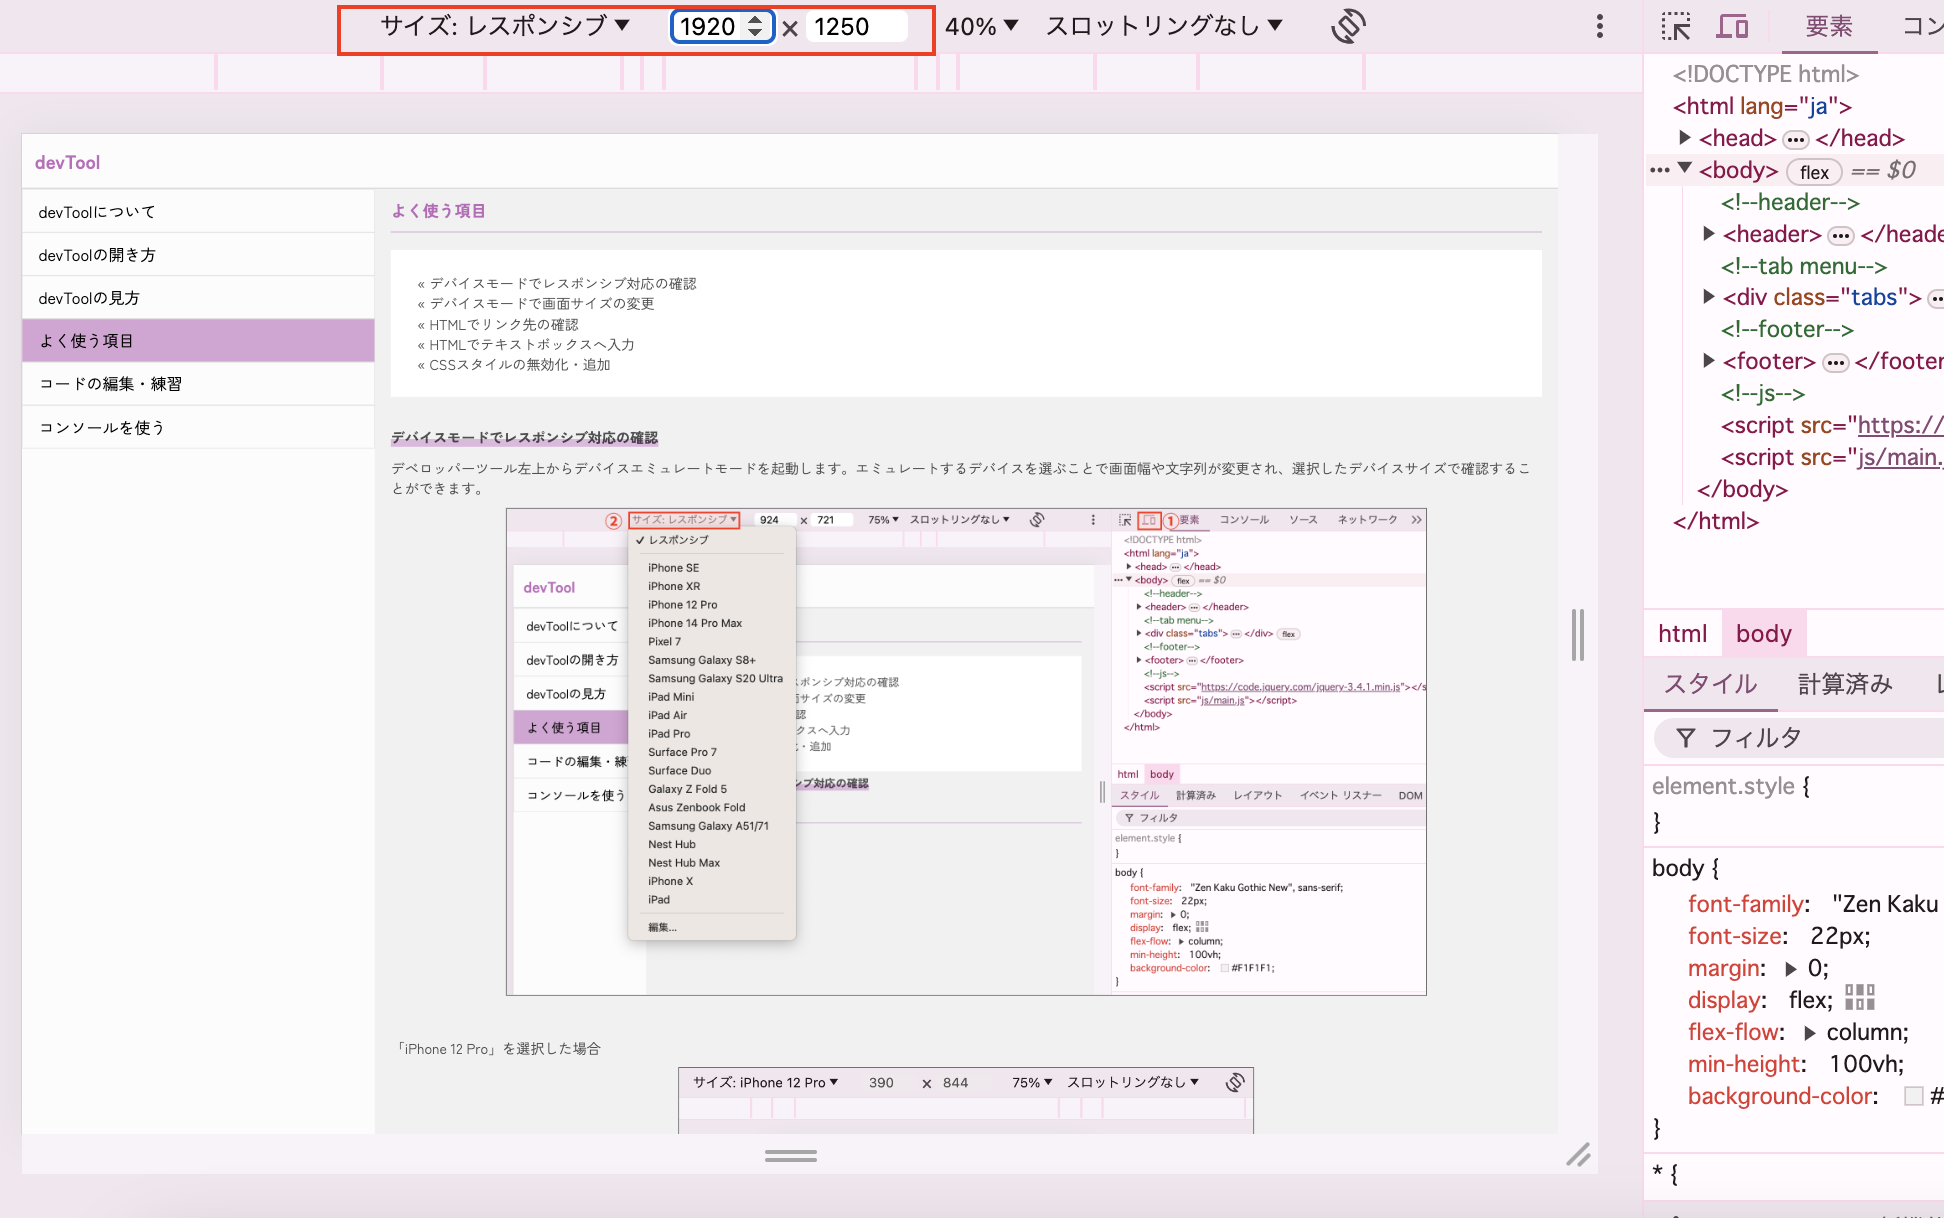 サイズ: レスポンシブ ▼ 1920 × 1250 40% ▼ スロットリングなし ▼
devTool
devToolについて
devToolの開き方
devToolの見方
よく使う項目
コードの編集・練習
コンソールを使う
よく使う項目
« デバイスモードでレスポンシブ対応の確認
« デバイスモードで画面サイズの変更
« HTMLでリンク先の確認
« HTMLでテキストボックスへ入力
« CSSスタイルの無効化・追加
デバイスモードでレスポンシブ対応の確認
デベロッパーツール左上からデバイスエミュレートモードを起動します。エミュレートするデバイスを選ぶことで画面幅や文字列が変更され、選択したデバイスサイズで確認するこ
とができます。
② サイズ: レスポンシブ ▼ 924 × 721 75% ▼ スロットリングなし ▼
✓ レスポンシブ
iPhone SE
iPhone XR
iPhone 12 Pro
iPhone 14 Pro Max
Pixel 7
Samsung Galaxy S8+
Samsung Galaxy S20 Ultra
iPad Mini
iPad Air
iPad Pro
Surface Pro 7
Surface Duo
Galaxy Z Fold 5
Asus Zenbook Fold
Samsung Galaxy A51/71
Nest Hub
Nest Hub Max
iPhone X
iPad
編集...
devTool
devToolについて
devToolの開き方
devToolの見方
よく使う項目
コードの編集・練
コンソールを使う
スポンシブ対応の確認
面サイズの変更
認
クスへ入力
・追加
シブ対応の確認
① 要素 コンソール ソース ネットワーク »
<!DOCTYPE html>
<html lang="ja">
<head> ••• </head>
••• <body> flex == $0
<!--header-->
<header> ••• </header>
<!--tab menu-->
<div class="tabs"> ••• </div> flex
<!--footer-->
<footer> ••• </footer>
<!--js-->
<script src="https://code.jquery.com/jquery-3.4.1.min.js"></s
<script src="js/main.js"></script>
</body>
</html>
html body
スタイル 計算済み レイアウト イベント リスナー DOM
フィルタ
element.style {
}
body {
font-family: "Zen Kaku Gothic New", sans-serif;
font-size: 22px;
margin: ▶ 0;
display: flex;
flex-flow: ▶ column;
min-height: 100vh;
background-color: #F1F1F1;
}
「iPhone 12 Pro」を選択した場合
サイズ: iPhone 12 Pro ▼ 390 × 844 75% ▼ スロットリングなし ▼
要素 コン
<!DOCTYPE html>
<html lang="ja">
▶ <head> ••• </head>
••• ▼ <body> flex == $0
<!--header-->
▶ <header> ••• </heade
<!--tab menu-->
▶ <div class="tabs"> •••
<!--footer-->
▶ <footer> ••• </footer
<!--js-->
<script src="https://
<script src="js/main.
</body>
</html>
html body
スタイル 計算済み レ
フィルタ
element.style {
}
body {
font-family: "Zen Kaku
font-size: 22px;
margin: ▶ 0;
display: flex;
flex-flow: ▶ column;
min-height: 100vh;
background-color: #
}
* {